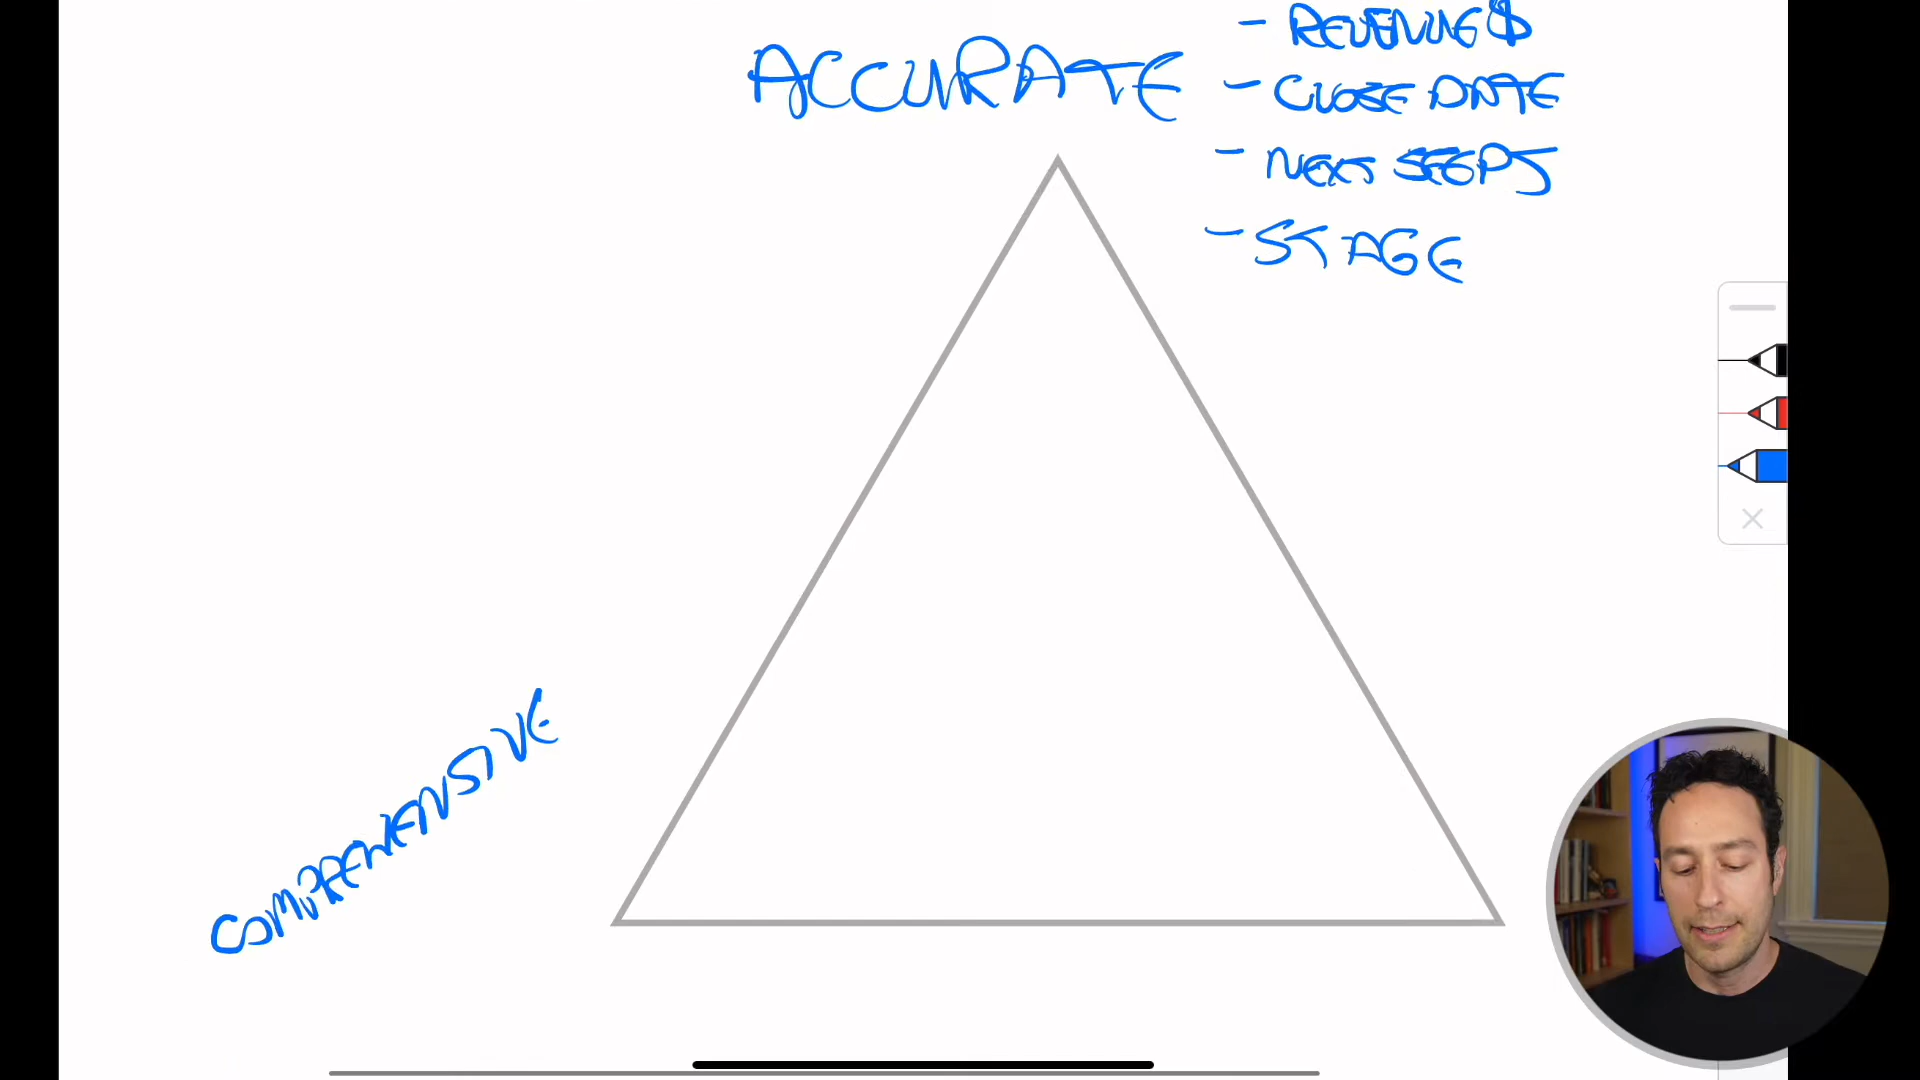 ACCURATE
- REVENUE $
- CLOSE DATE
- NEXT STEPS
- STAGE
COMPREHENSIVE